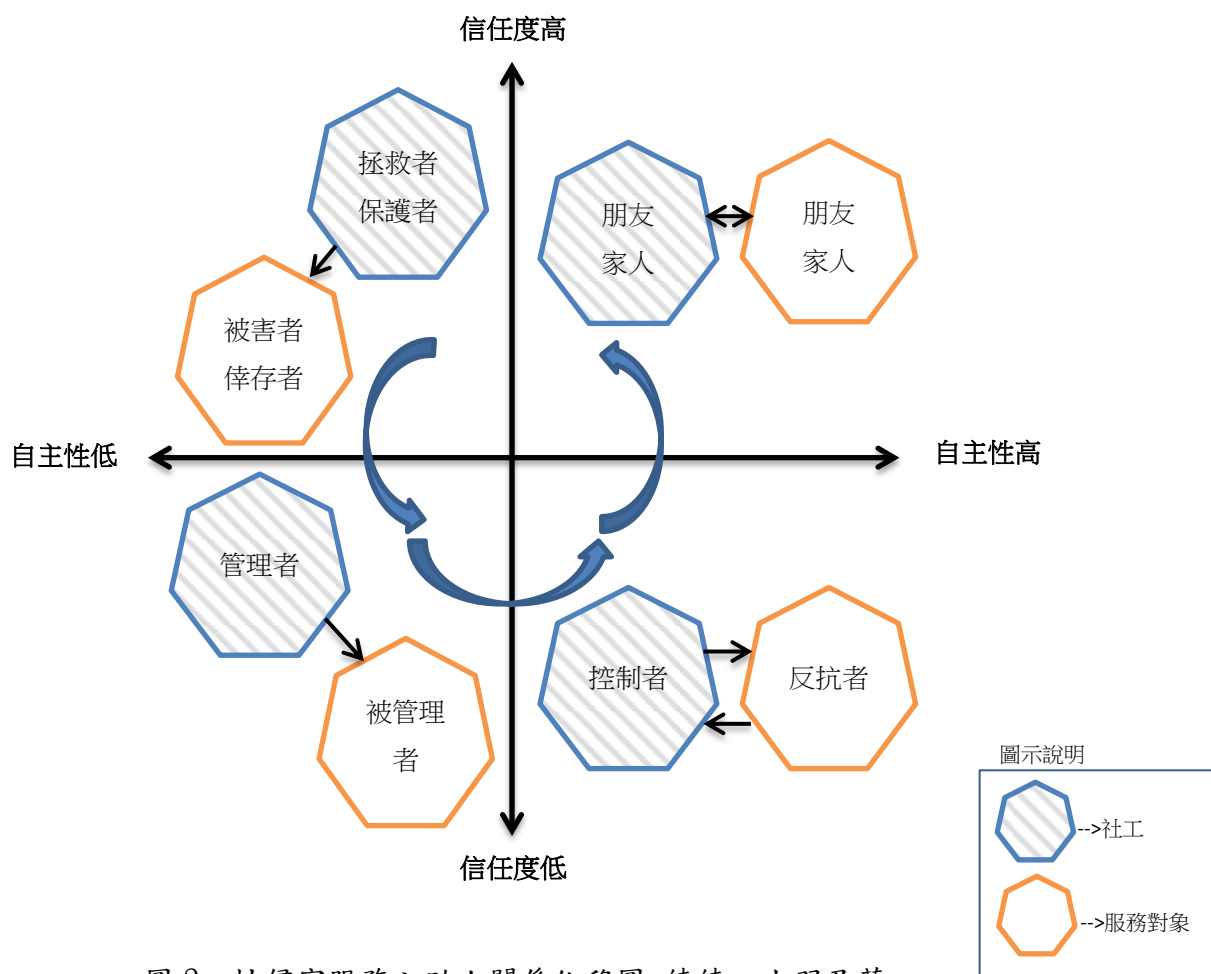 信任度高
拯救者
保護者
朋友
家人
朋友
家人
被害者
倖存者
自主性低
自主性高
管理者
被管理
者
控制者
反抗者
信任度低
圖示說明
-->社工
-->服務對象